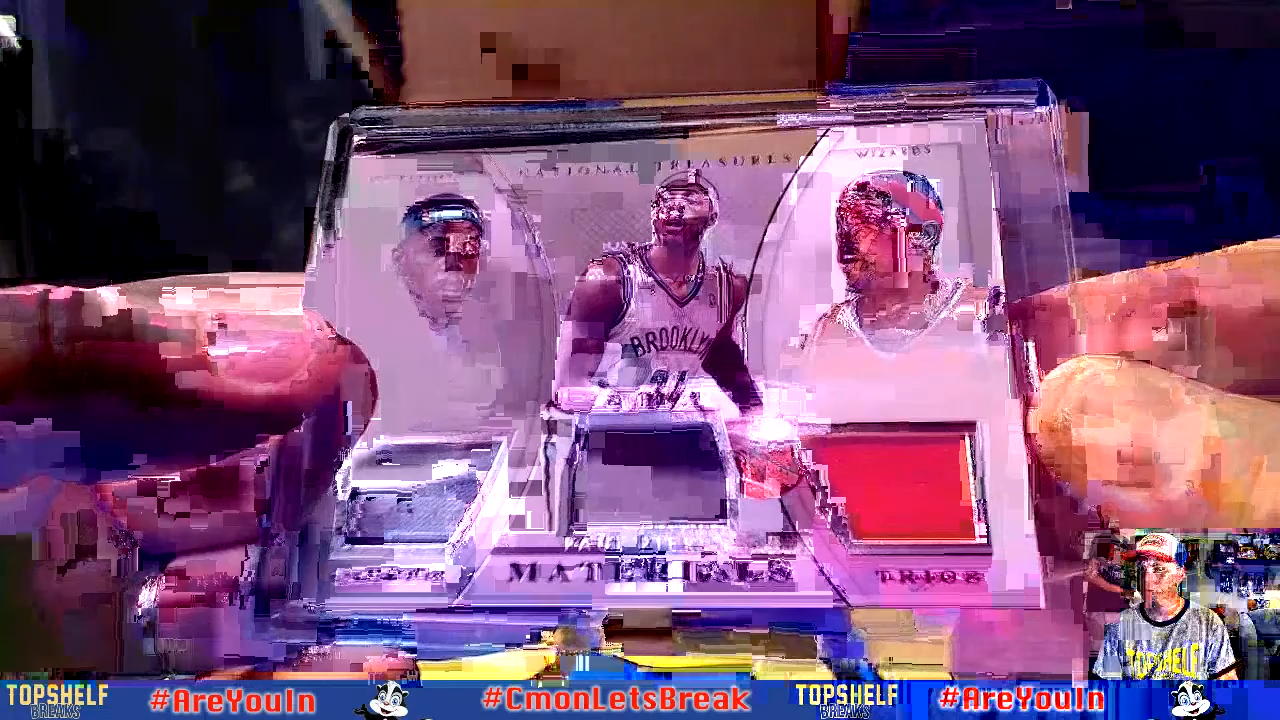 NATIONAL TREASURES
WIZARDS
BROOKLYN
MATERIALS
TRIOS
TOPSHELF
TOPSHELF BREAKS #AreYouIn #CmonLetsBreak TOPSHELF BREAKS #AreYouIn